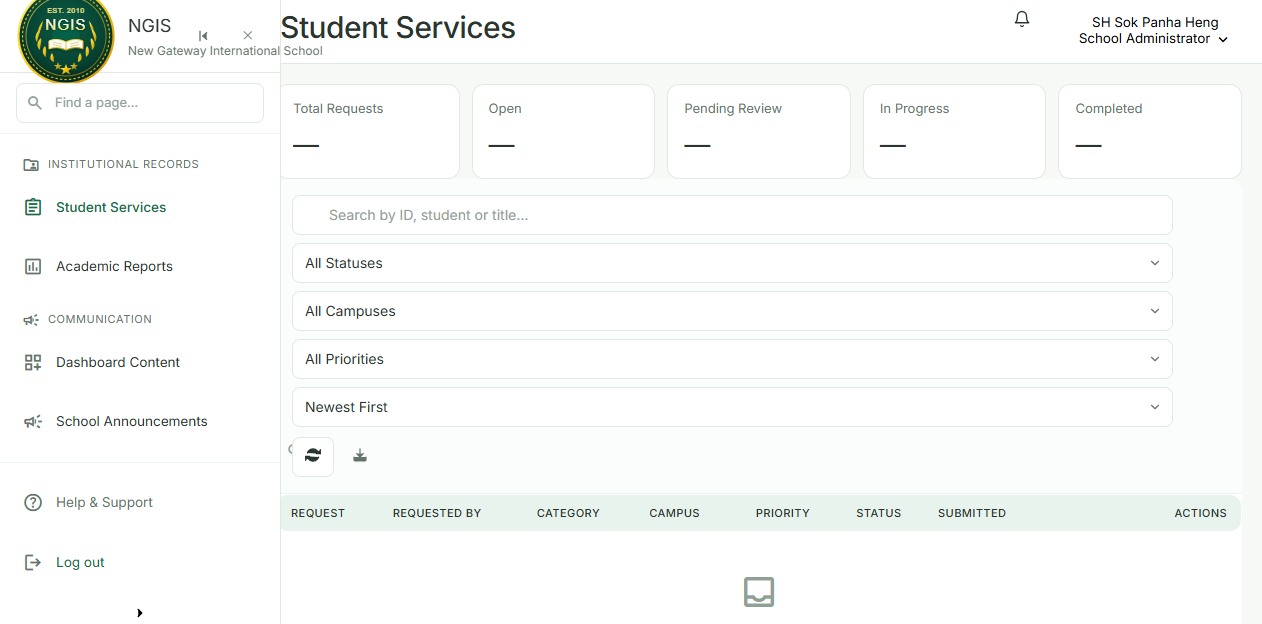 EST. 2010
NGIS
NGIS
New Gateway International School
Find a page...
INSTITUTIONAL RECORDS
Student Services
Academic Reports
COMMUNICATION
Dashboard Content
School Announcements
Help & Support
Log out
Student Services
SH Sok Panha Heng
School Administrator
Total Requests
Open
Pending Review
In Progress
Completed
—
—
—
—
—
Search by ID, student or title...
All Statuses
All Campuses
All Priorities
Newest First
REQUEST REQUESTED BY CATEGORY CAMPUS PRIORITY STATUS SUBMITTED ACTIONS